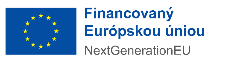 Financovaný
Európskou úniou
NextGenerationEU